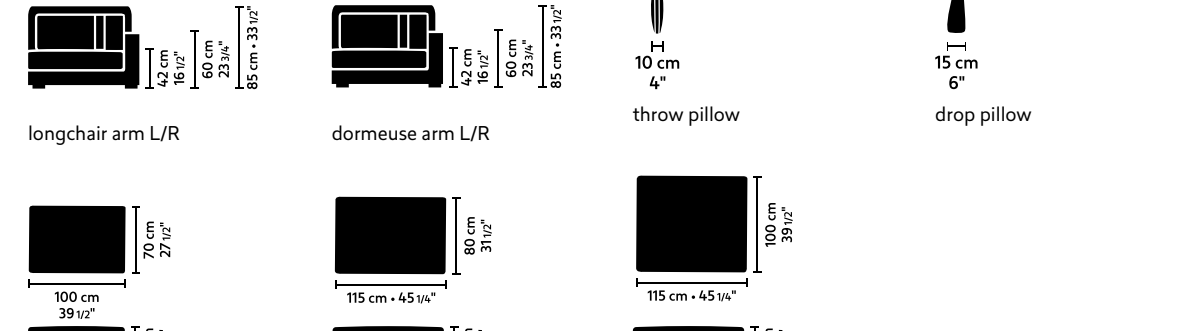 42 cm
16 1/2"
60 cm
23 3/4"
85 cm • 33 1/2"
42 cm
16 1/2"
60 cm
23 3/4"
85 cm • 33 1/2"
10 cm
4"
15 cm
6"
longchair arm L/R
dormeuse arm L/R
throw pillow
drop pillow
70 cm
27 1/2"
100 cm
39 1/2"
80 cm
31 1/2"
115 cm • 45 1/4"
100 cm
39 1/2"
115 cm • 45 1/4"